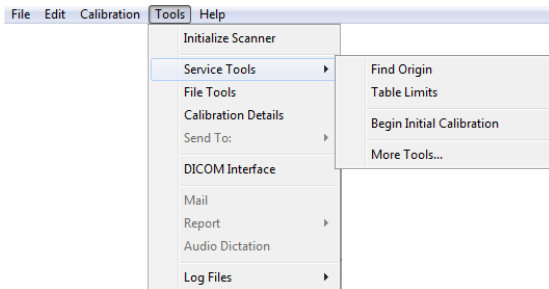 File Edit Calibration Tools Help
Initialize Scanner
Service Tools
File Tools
Calibration Details
Send To:
DICOM Interface
Mail
Report
Audio Dictation
Log Files
Find Origin
Table Limits
Begin Initial Calibration
More Tools...